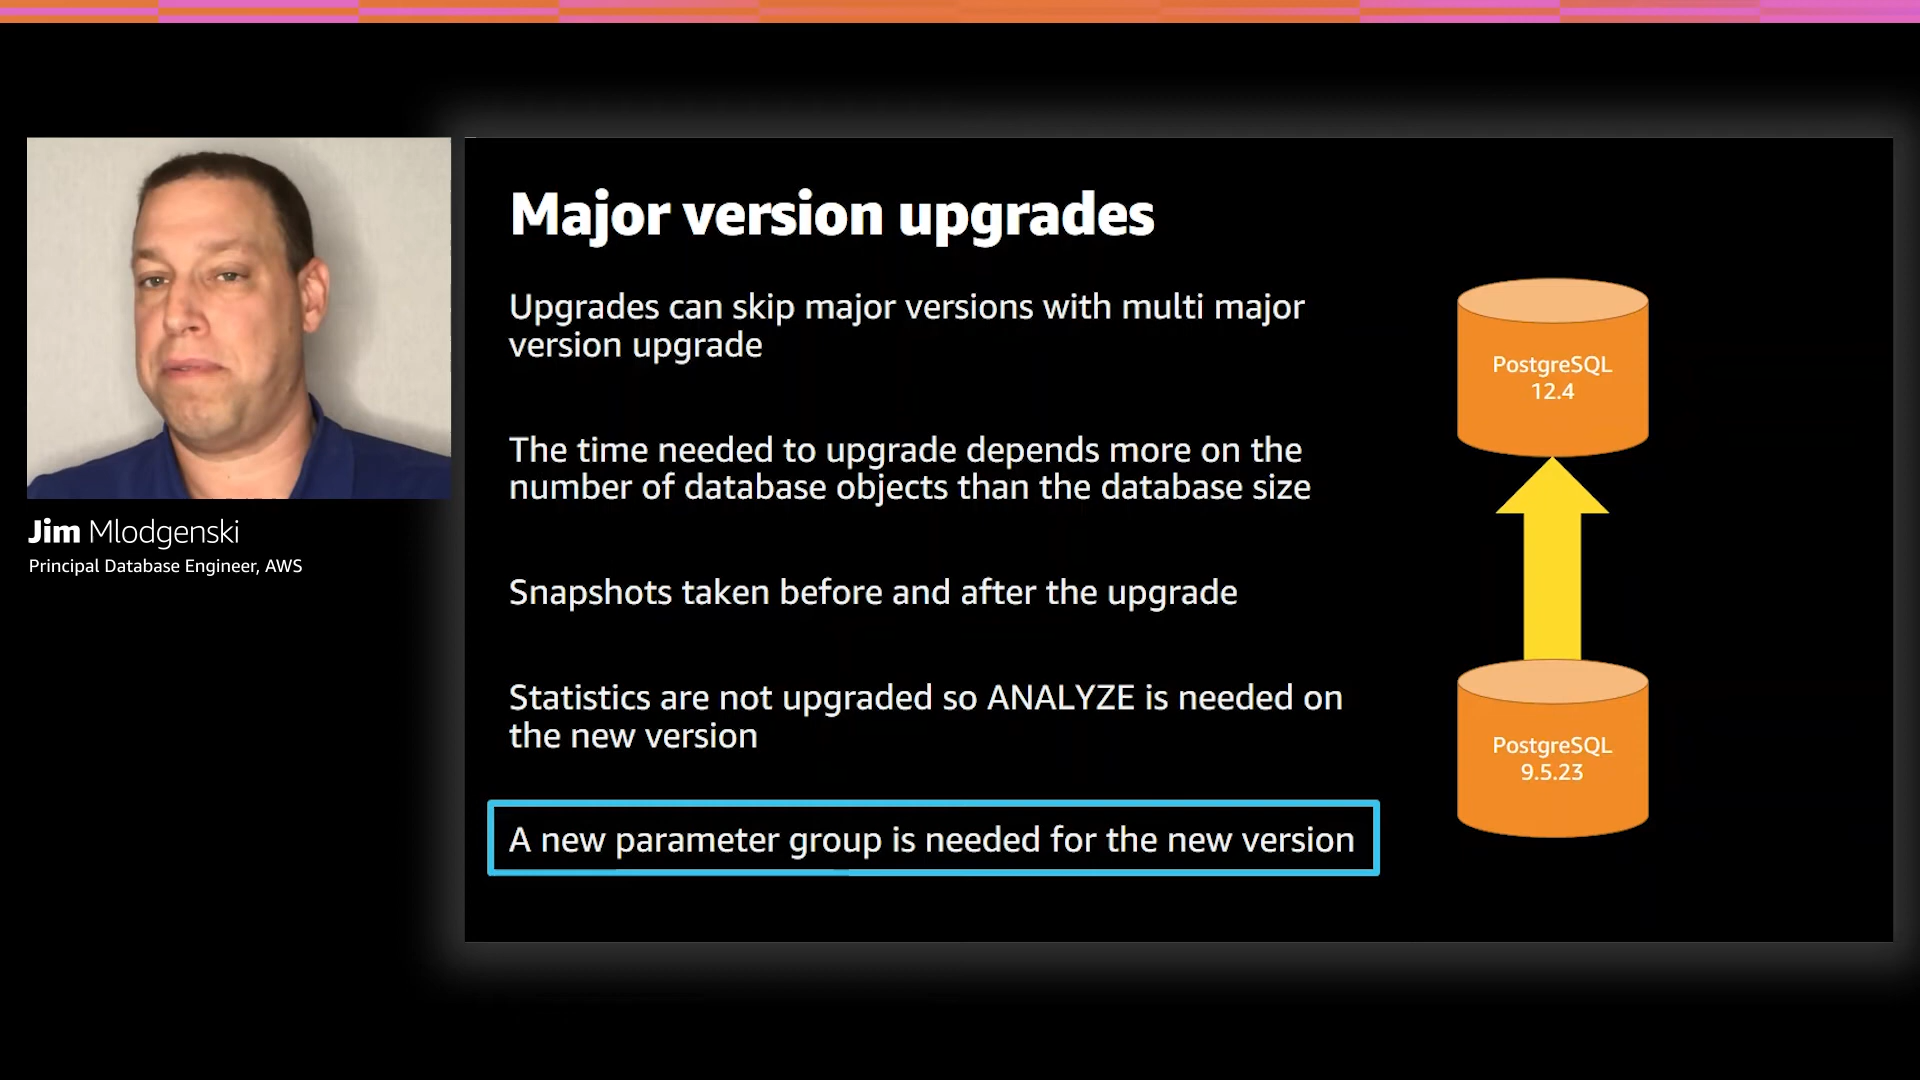 Jim Mlodgenski
Principal Database Engineer, AWS
Major version upgrades
Upgrades can skip major versions with multi major
version upgrade
The time needed to upgrade depends more on the
number of database objects than the database size
Snapshots taken before and after the upgrade
Statistics are not upgraded so ANALYZE is needed on
the new version
A new parameter group is needed for the new version
PostgreSQL
12.4
PostgreSQL
9.5.23